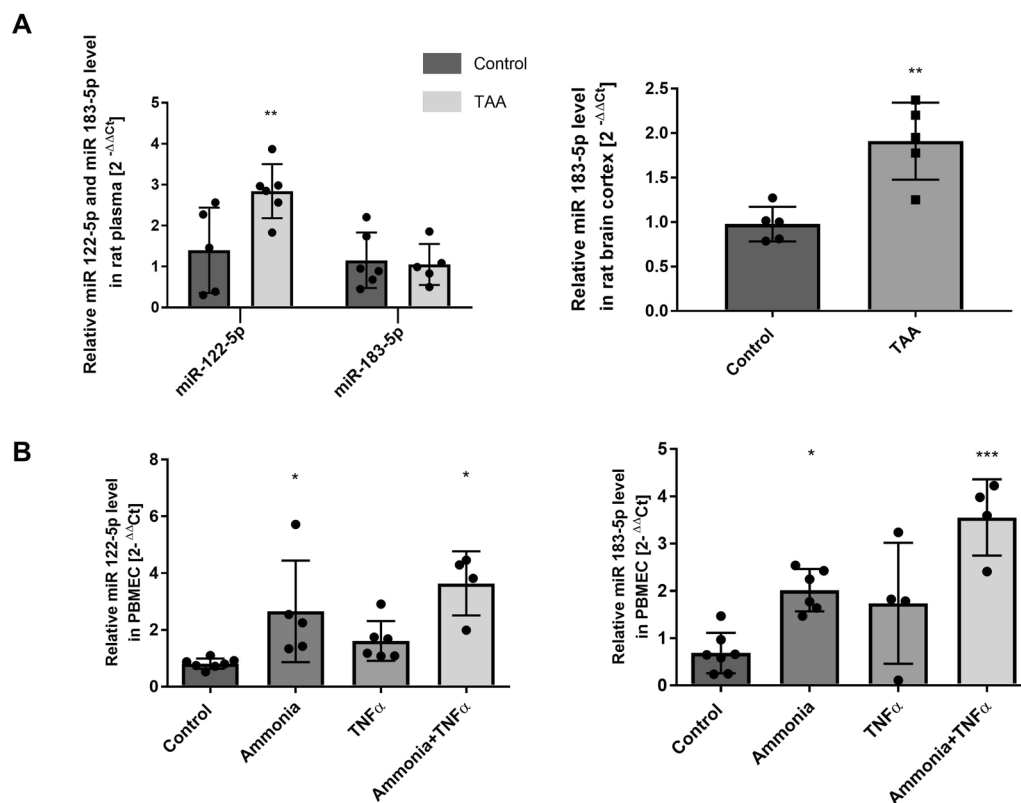 A
Relative miR 122-5p and miR 183-5p level
in rat plasma [2 -ΔΔCt]
5
4
3
2
1
0
**
miR-122-5p
miR-183-5p
Control
TAA
Relative miR 183-5p level
in rat brain cortex [2 -ΔΔCt]
2.5
2.0
1.5
1.0
0.5
0.0
**
Control
TAA
B
Relative miR 122-5p level
in PBMEC [2- ΔΔCt]
8
6
4
2
0
*
*
Control
Ammonia
TNFα
Ammonia+TNFα
Relative miR 183-5p level
in PBMEC [2- ΔΔCt]
5
4
3
2
1
0
*
***
Control
Ammonia
TNFα
Ammonia+TNFα